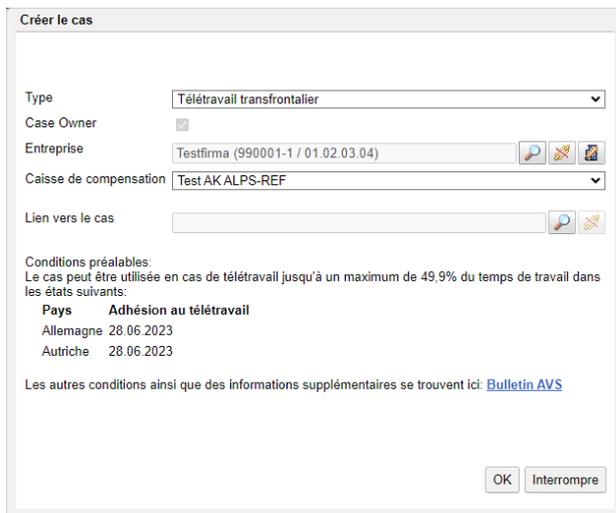 Créer le cas
Type Télétravail transfrontalier
Case Owner
Entreprise Testfirma (990001-1 / 01.02.03.04)
Caisse de compensation Test AK ALPS-REF
Lien vers le cas
Conditions préalables:
Le cas peut être utilisée en cas de télétravail jusqu'à un maximum de 49,9% du temps de travail dans
les états suivants:
Pays Adhésion au télétravail
Allemagne 28.06.2023
Autriche 28.06.2023
Les autres conditions ainsi que des informations supplémentaires se trouvent ici: Bulletin AVS
OK Interrompre